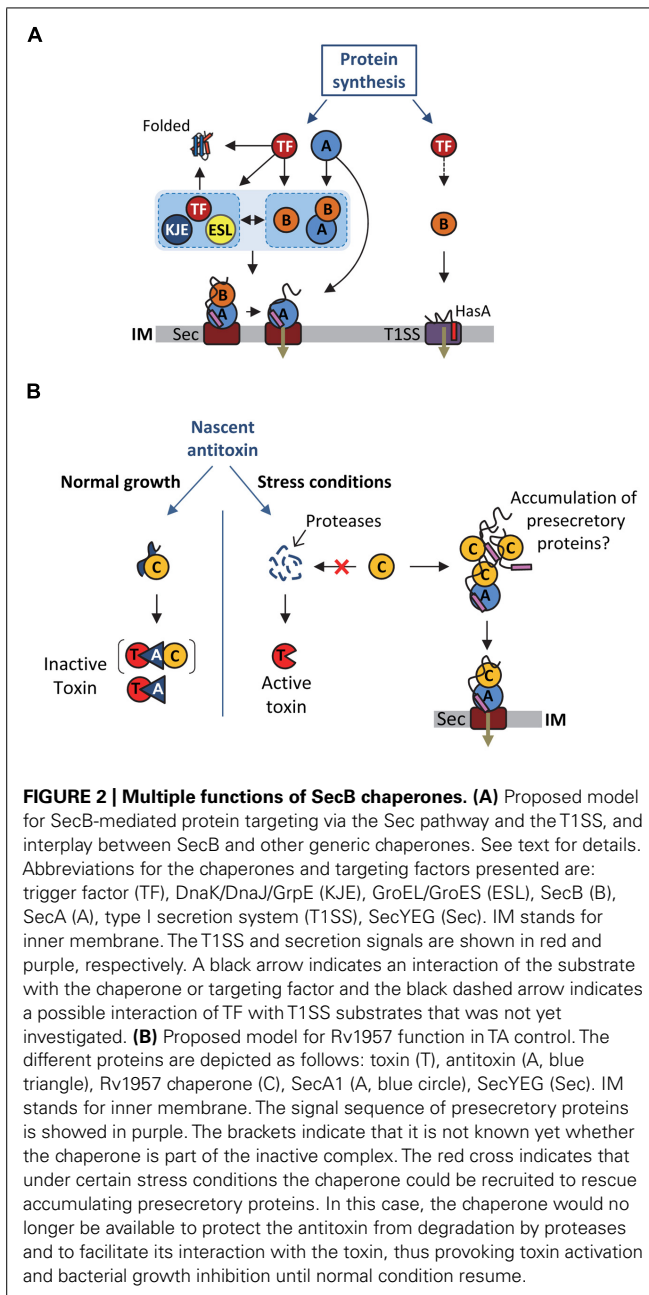 A
Protein
synthesis
Folded
TF
A
TF
TF
KJE
ESL
B
B
A
B
B
A
A
HasA
IM
Sec
T1SS
B
Nascent
antitoxin
Normal growth
Stress conditions
Proteases
Accumulation of
presecretory
proteins?
C
C
C
C
C
A
T
A
C
T
A
Inactive
Toxin
T
Active
toxin
C
A
Sec
IM
FIGURE 2 | Multiple functions of SecB chaperones. (A) Proposed model
for SecB-mediated protein targeting via the Sec pathway and the T1SS, and
interplay between SecB and other generic chaperones. See text for details.
Abbreviations for the chaperones and targeting factors presented are:
trigger factor (TF), DnaK/DnaJ/GrpE (KJE), GroEL/GroES (ESL), SecB (B),
SecA (A), type I secretion system (T1SS), SecYEG (Sec). IM stands for
inner membrane. The T1SS and secretion signals are shown in red and
purple, respectively. A black arrow indicates an interaction of the substrate
with the chaperone or targeting factor and the black dashed arrow indicates
a possible interaction of TF with T1SS substrates that was not yet
investigated. (B) Proposed model for Rv1957 function in TA control. The
different proteins are depicted as follows: toxin (T), antitoxin (A, blue
triangle), Rv1957 chaperone (C), SecA1 (A, blue circle), SecYEG (Sec). IM
stands for inner membrane. The signal sequence of presecretory proteins
is showed in purple. The brackets indicate that it is not known yet whether
the chaperone is part of the inactive complex. The red cross indicates that
under certain stress conditions the chaperone could be recruited to rescue
accumulating presecretory proteins. In this case, the chaperone would no
longer be available to protect the antitoxin from degradation by proteases
and to facilitate its interaction with the toxin, thus provoking toxin activation
and bacterial growth inhibition until normal condition resume.